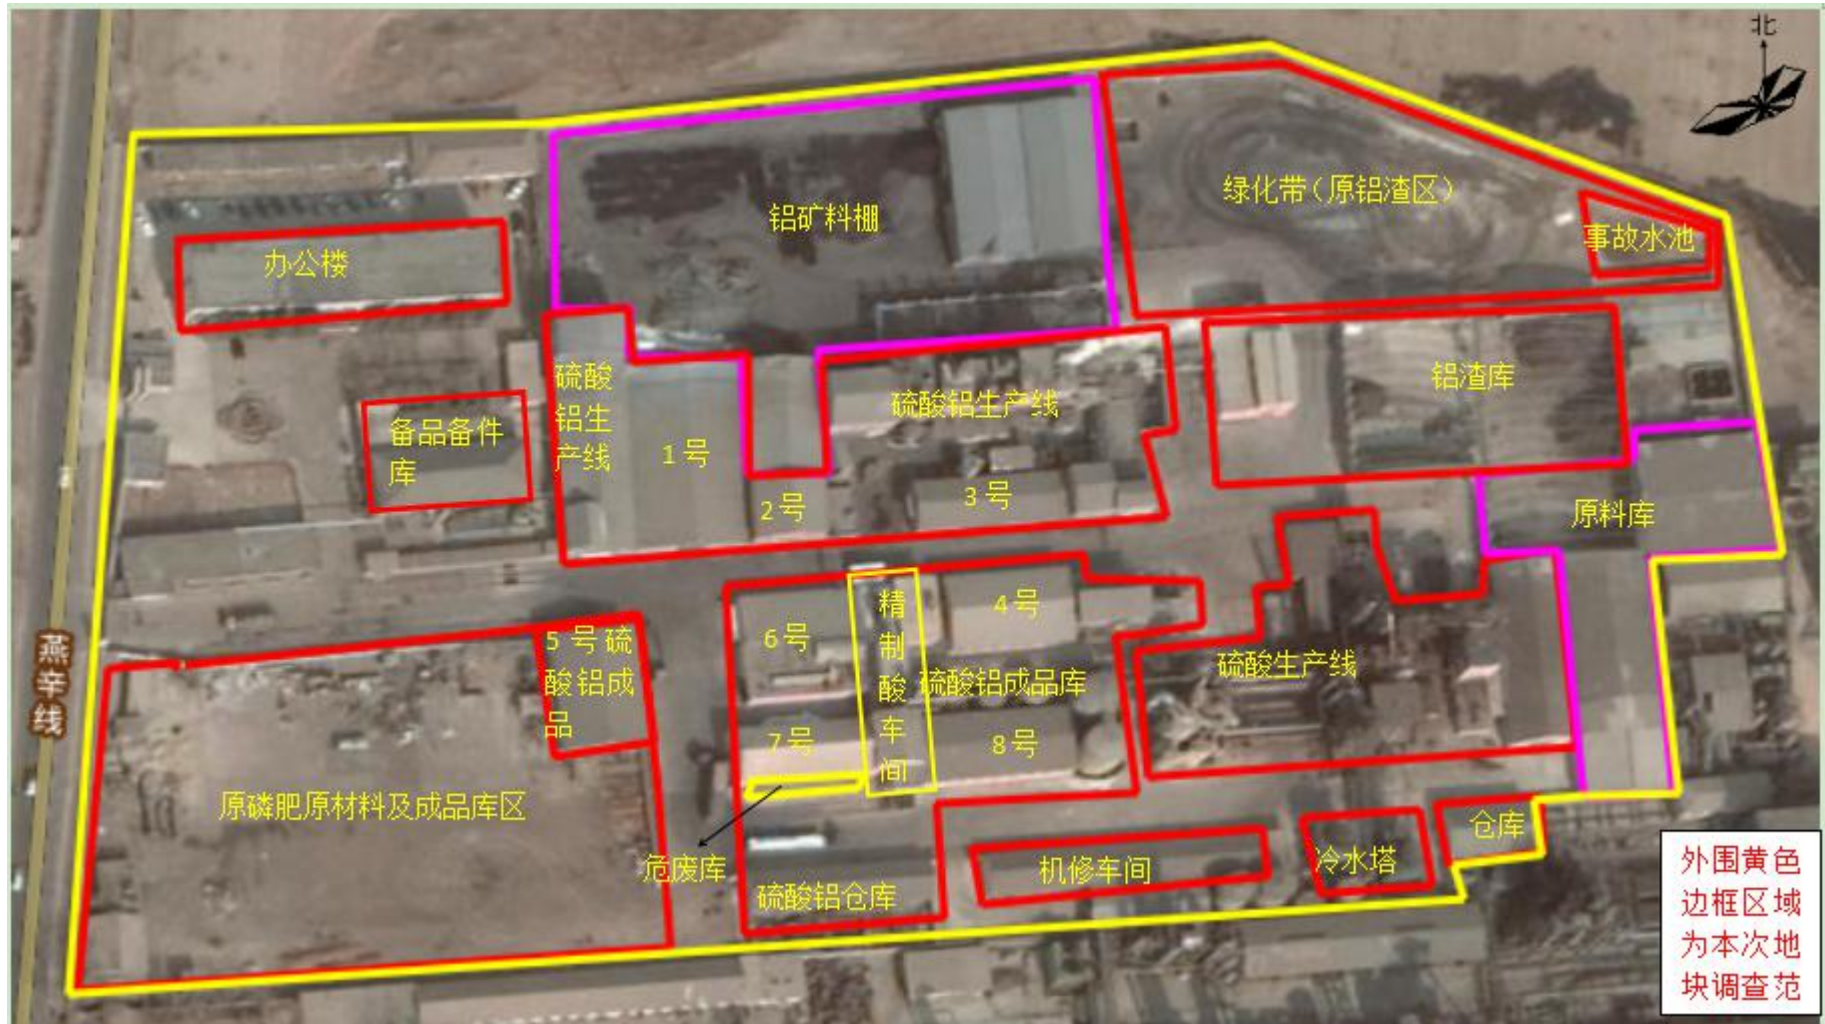 北
绿化带（原铝渣区）
铝矿料棚
事故水池
办公楼
硫酸
铝生
产线
铝渣库
硫酸铝生产线
备品备件
库
1号
2号
3号
原料库
精
制
酸
车
间
4号
5号硫
酸铝成
品
6号
硫酸铝成品库
硫酸生产线
燕辛线
7号
8号
原磷肥原材料及成品库区
危废库
硫酸铝仓库
机修车间
冷水塔
仓库
外围黄色
边框区域
为本次地
块调查范